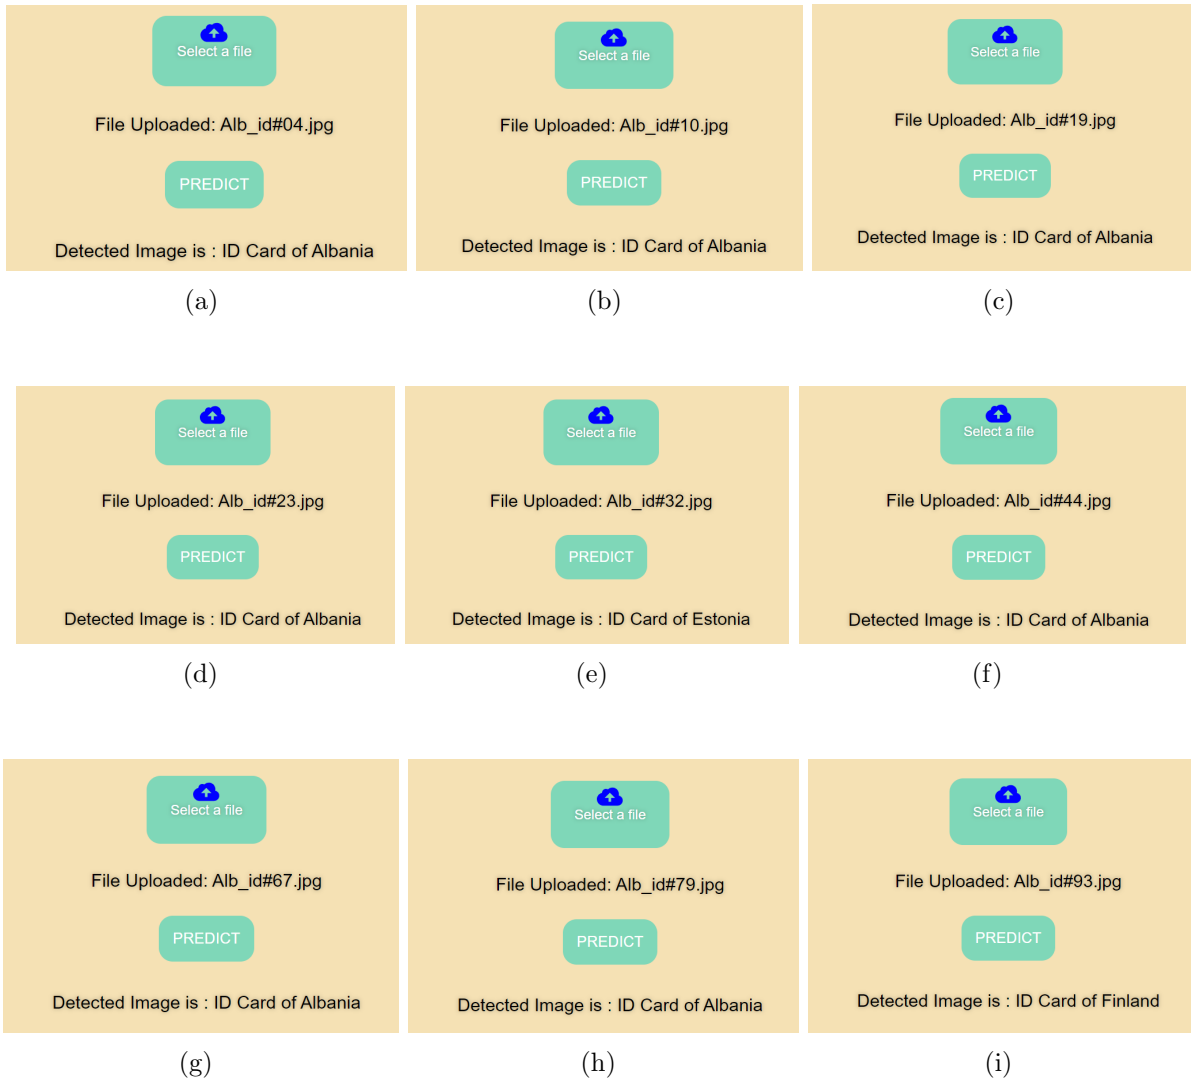 Select a file
File Uploaded: Alb_id#04.jpg
PREDICT
Detected Image is : ID Card of Albania
(a)
Select a file
File Uploaded: Alb_id#10.jpg
PREDICT
Detected Image is : ID Card of Albania
(b)
Select a file
File Uploaded: Alb_id#19.jpg
PREDICT
Detected Image is : ID Card of Albania
(c)
Select a file
File Uploaded: Alb_id#23.jpg
PREDICT
Detected Image is : ID Card of Albania
(d)
Select a file
File Uploaded: Alb_id#32.jpg
PREDICT
Detected Image is : ID Card of Estonia
(e)
Select a file
File Uploaded: Alb_id#44.jpg
PREDICT
Detected Image is : ID Card of Albania
(f)
Select a file
File Uploaded: Alb_id#67.jpg
PREDICT
Detected Image is : ID Card of Albania
(g)
Select a file
File Uploaded: Alb_id#79.jpg
PREDICT
Detected Image is : ID Card of Albania
(h)
Select a file
File Uploaded: Alb_id#93.jpg
PREDICT
Detected Image is : ID Card of Finland
(i)